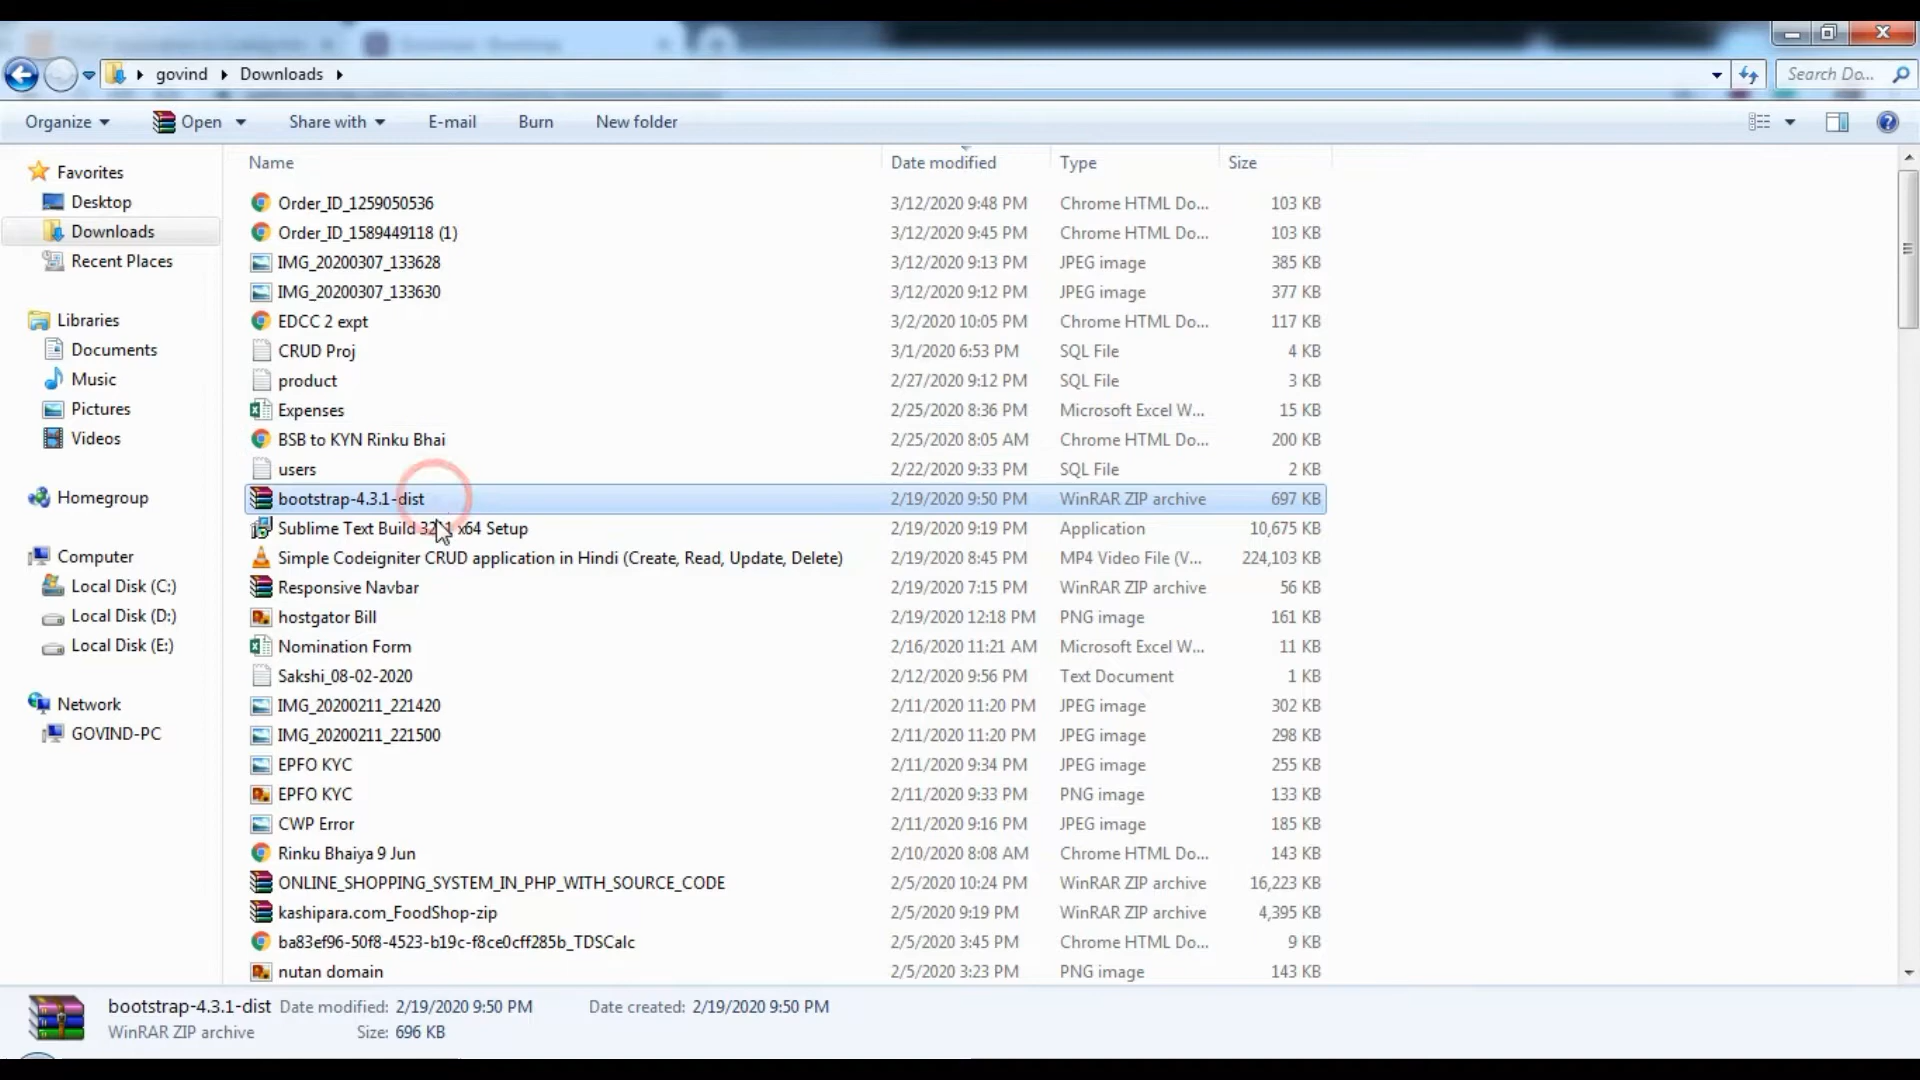 govind Downloads
Search Do...
Organize Open Share with E-mail Burn New folder
Name Date modified Type Size
Favorites
Desktop
Downloads
Recent Places
Libraries
Documents
Music
Pictures
Videos
Homegroup
Computer
Local Disk (C:)
Local Disk (D:)
Local Disk (E:)
Network
GOVIND-PC
Order_ID_1259050536 3/12/2020 9:48 PM Chrome HTML Do... 103 KB
Order_ID_1589449118 (1) 3/12/2020 9:45 PM Chrome HTML Do... 103 KB
IMG_20200307_133628 3/12/2020 9:13 PM JPEG image 385 KB
IMG_20200307_133630 3/12/2020 9:12 PM JPEG image 377 KB
EDCC 2 expt 3/2/2020 10:05 PM Chrome HTML Do... 117 KB
CRUD Proj 3/1/2020 6:53 PM SQL File 4 KB
product 2/27/2020 9:12 PM SQL File 3 KB
Expenses 2/25/2020 8:36 PM Microsoft Excel W... 15 KB
BSB to KYN Rinku Bhai 2/25/2020 8:05 AM Chrome HTML Do... 200 KB
users 2/22/2020 9:33 PM SQL File 2 KB
bootstrap-4.3.1-dist 2/19/2020 9:50 PM WinRAR ZIP archive 697 KB
Sublime Text Build 3211 x64 Setup 2/19/2020 9:19 PM Application 10,675 KB
Simple Codeigniter CRUD application in Hindi (Create, Read, Update, Delete) 2/19/2020 8:45 PM MP4 Video File (V... 224,103 KB
Responsive Navbar 2/19/2020 7:15 PM WinRAR ZIP archive 56 KB
hostgator Bill 2/19/2020 12:18 PM PNG image 161 KB
Nomination Form 2/16/2020 11:21 AM Microsoft Excel W... 11 KB
Sakshi_08-02-2020 2/12/2020 9:56 PM Text Document 1 KB
IMG_20200211_221420 2/11/2020 11:20 PM JPEG image 302 KB
IMG_20200211_221500 2/11/2020 11:20 PM JPEG image 298 KB
EPFO KYC 2/11/2020 9:34 PM JPEG image 255 KB
EPFO KYC 2/11/2020 9:33 PM PNG image 133 KB
CWP Error 2/11/2020 9:16 PM JPEG image 185 KB
Rinku Bhaiya 9 Jun 2/10/2020 8:08 AM Chrome HTML Do... 143 KB
ONLINE_SHOPPING_SYSTEM_IN_PHP_WITH_SOURCE_CODE 2/5/2020 10:24 PM WinRAR ZIP archive 16,223 KB
kashipara.com_FoodShop-zip 2/5/2020 9:19 PM WinRAR ZIP archive 4,395 KB
ba83ef96-50f8-4523-b19c-f8ce0cff285b_TDSCalc 2/5/2020 3:45 PM Chrome HTML Do... 9 KB
nutan domain 2/5/2020 3:23 PM PNG image 143 KB
bootstrap-4.3.1-dist Date modified: 2/19/2020 9:50 PM Date created: 2/19/2020 9:50 PM
WinRAR ZIP archive Size: 696 KB